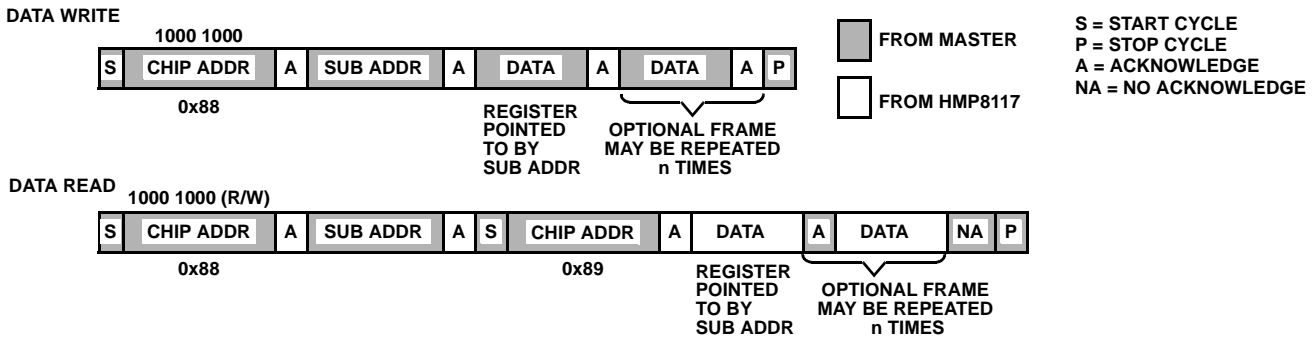 DATA WRITE
1000 1000
S CHIP ADDR A SUB ADDR A DATA A DATA A P
0x88
REGISTER
POINTED
TO BY
SUB ADDR
OPTIONAL FRAME
MAY BE REPEATED
n TIMES
FROM MASTER
FROM HMP8117
S = START CYCLE
P = STOP CYCLE
A = ACKNOWLEDGE
NA = NO ACKNOWLEDGE
DATA READ
1000 1000 (R/W)
S CHIP ADDR A SUB ADDR A S CHIP ADDR A DATA A DATA NA P
0x88
0x89
REGISTER
POINTED
TO BY
SUB ADDR
OPTIONAL FRAME
MAY BE REPEATED
n TIMES